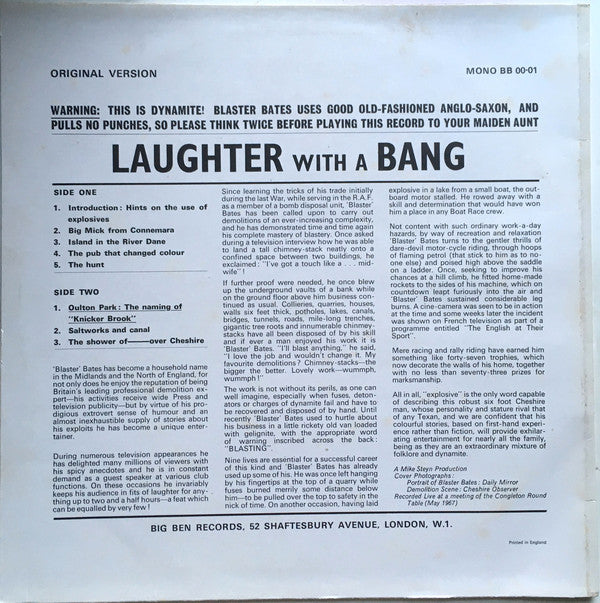 ORIGINAL VERSION
MONO BB 00-01
WARNING: THIS IS DYNAMITE! BLASTER BATES USES GOOD OLD-FASHIONED ANGLO-SAXON, AND
PULLS NO PUNCHES, SO PLEASE THINK TWICE BEFORE PLAYING THIS RECORD TO YOUR MAIDEN AUNT
LAUGHTER WITH A BANG
SIDE ONE
1. Introduction: Hints on the use of
explosives
2. Big Mick from Connemara
3. Island in the River Dane
4. The pub that changed colour
5. The hunt
SIDE TWO
1. Oulton Park: The naming of
"Knicker Brook"
2. Saltworks and canal
3. The shower of——over Cheshire
'Blaster' Bates has become a household name
in the Midlands and the North of England, for
not only does he enjoy the reputation of being
Britain's leading professional demolition ex-
pert—his activities receive wide Press and
television publicity—but by virtue of his pro-
digious extrovert sense of humour and an
almost inexhaustible supply of stories about
his exploits he has become a unique enter-
tainer.
During numerous television appearances he
has delighted many millions of viewers with
his spicy anecdotes and he is in constant
demand as a guest speaker at various club
functions. On these occasions he invariably
keeps his audience in fits of laughter for any-
thing up to two and a half hours—a feat which
can be equalled by very few!
Since learning the tricks of his trade initially
during the last War, while serving in the R.A.F.
as a member of a bomb disposal unit, 'Blaster'
Bates has been called upon to carry out
demolitions of an ever-increasing complexity,
and he has demonstrated time and time again
his complete mastery of blastery. Once asked
during a television interview how he was able
to land a tall chimney-stack neatly onto a
confined space between two buildings, he
exclaimed: "I've got a touch like a . . . mid-
wife"!
If further proof were needed, he once blew
up the underground vaults of a bank while
on the ground floor above him business con-
tinued as usual. Collieries, quarries, houses,
walls six feet thick, potholes, lakes, canals,
bridges, tunnels, roads, mile-long trenches,
gigantic tree roots and innumerable chimney-
stacks have all been disposed of by his skill
and if ever a man enjoyed his work it is
'Blaster' Bates. "I'll blast anything," he said,
"I love the job and wouldn't change it. My
favourite demolitions? Chimney-stacks—the
bigger the better. Lovely work—wummph,
wummph!"
The work is not without its perils, as one can
well imagine, especially when fuses, deton-
ators or charges of dynamite fail and have to
be recovered and disposed of by hand. Until
recently 'Blaster' Bates used to hurtle about
his business in a little rickety old van loaded
with gelignite, with the appropriate word
of warning inscribed across the back:
"BLASTING".
Nine lives are essential for a successful career
of this kind and 'Blaster' Bates has already
used up some of his. He was once left hanging
by his fingertips at the top of a quarry while
fuses burned merrily some distance below
him—to be pulled over the top to safety in the
nick of time. On another occasion, having laid
explosive in a lake from a small boat, the out-
board motor stalled. He rowed away with a
skill and determination that would have won
him a place in any Boat Race crew.
Not content with such ordinary work-a-day
hazards, by way of recreation and relaxation
'Blaster' Bates turns to the gentler thrills of
dare-devil motor-cycle riding, through hoops
of flaming petrol (that stick to him as to no-
one else) and poised high above the saddle
on a ladder. Once, seeking to improve his
chances at a hill climb, he fitted home-made
rockets to the sides of his machine, which on
countdown leapt furiously into the air and
'Blaster' Bates sustained considerable leg
burns. A cine-camera was seen to be in action
at the time and some weeks later the incident
was shown on French television as part of a
programme entitled "The English at Their
Sport".
Mere racing and rally riding have earned him
something like forty-seven trophies, which
now decorate the walls of his home, together
with no less than seventy-three prizes for
marksmanship.
All in all, "explosive" is the only word capable
of describing this robust six foot Cheshire
man, whose personality and stature rival that
of any Texan, and we are confident that his
colourful stories, based on first-hand experi-
ence rather than fiction, will provide exhilar-
ating entertainment for nearly all the family,
being as they are an extraordinary mixture of
folklore and dynamite.
A Mike Steyn Production
Cover Photographs:
Portrait of Blaster Bates: Daily Mirror
Demolition Scene: Cheshire Observer
Recorded Live at a meeting of the Congleton Round
Table (May 1967)
BIG BEN RECORDS, 52 SHAFTESBURY AVENUE, LONDON, W.1.
Printed in England